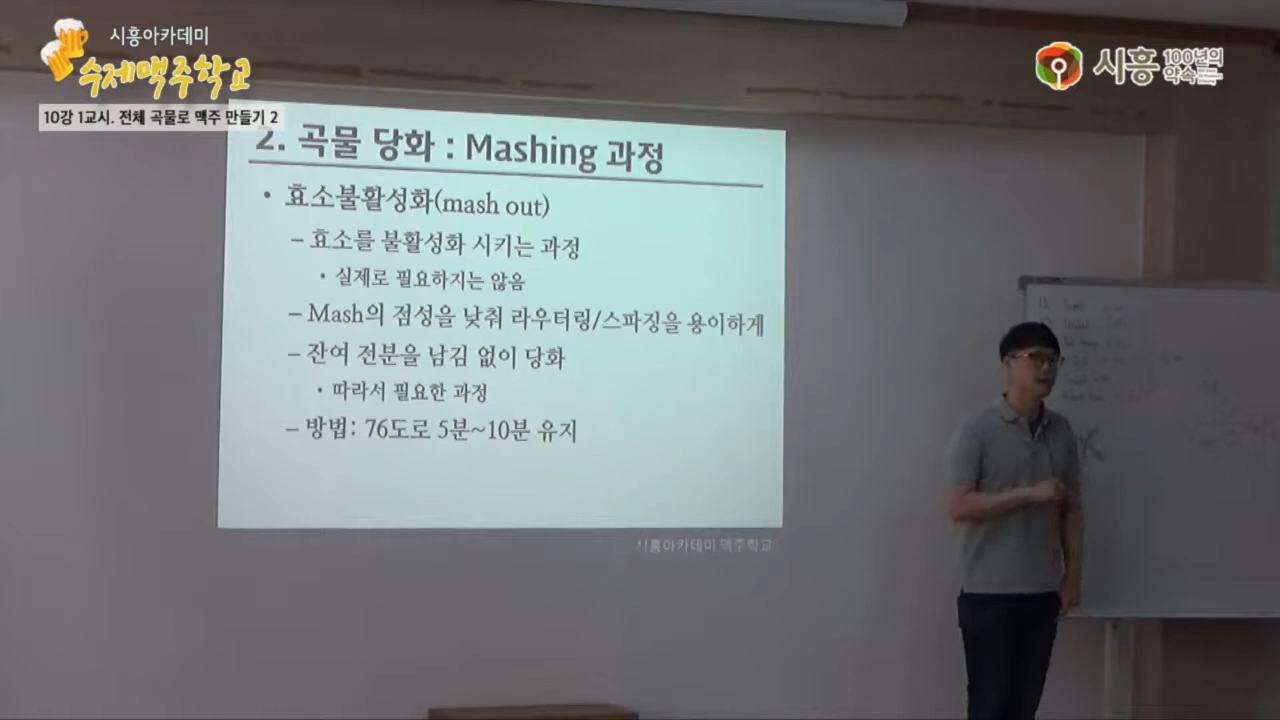 시흥아카데미
수제맥주학교
10강 1교시. 전체 곡물로 맥주 만들기 2
시흥 100년의 약속
2. 곡물 당화 : Mashing 과정
• 효소불활성화(mash out)
– 효소를 불활성화 시키는 과정
• 실제로 필요하지는 않음
– Mash의 점성을 낮춰 라우터링/스파징을 용이하게
– 잔여 전분을 남김 없이 당화
• 따라서 필요한 과정
– 방법: 76도로 5분~10분 유지
시흥아카데미 맥주학교